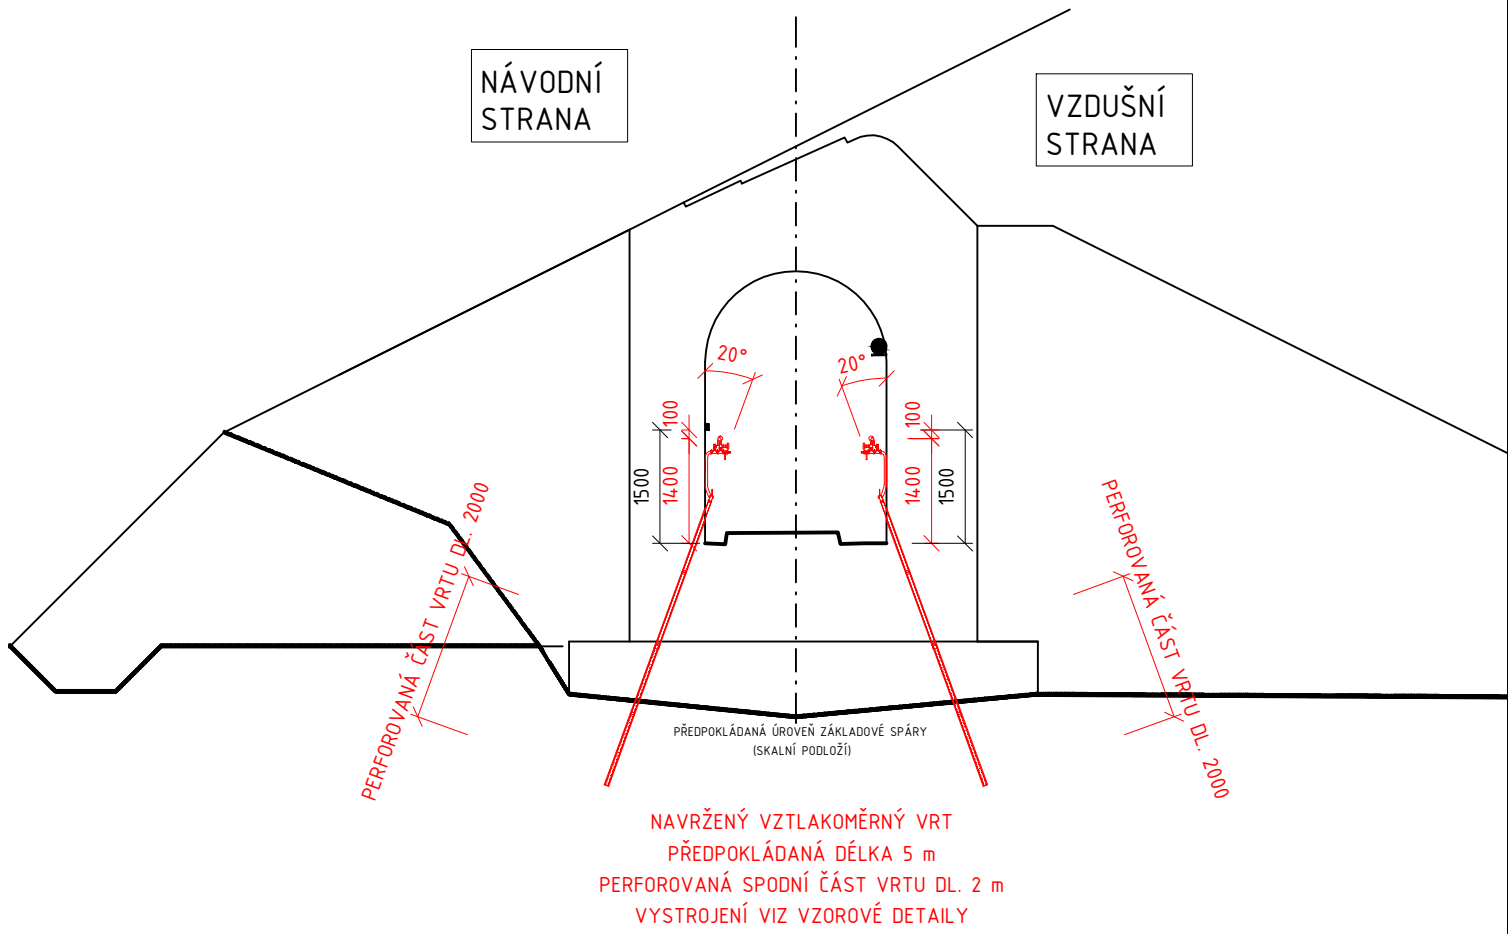 NÁVODNÍ
STRANA
VZDUŠNÍ
STRANA
20°
20°
100
100
1500
1400
1400
1500
PERFOROVANÁ ČÁST VRTU DL. 2000
PERFOROVANÁ ČÁST VRTU DL. 2000
PŘEDPOKLÁDANÁ ÚROVEŇ ZÁKLADOVÉ SPÁRY
(SKALNÍ PODLOŽÍ)
NAVRŽENÝ VZTLAKOMĚRNÝ VRT
PŘEDPOKLÁDANÁ DÉLKA 5 m
PERFOROVANÁ SPODNÍ ČÁST VRTU DL. 2 m
VYSTROJENÍ VIZ VZOROVÉ DETAILY